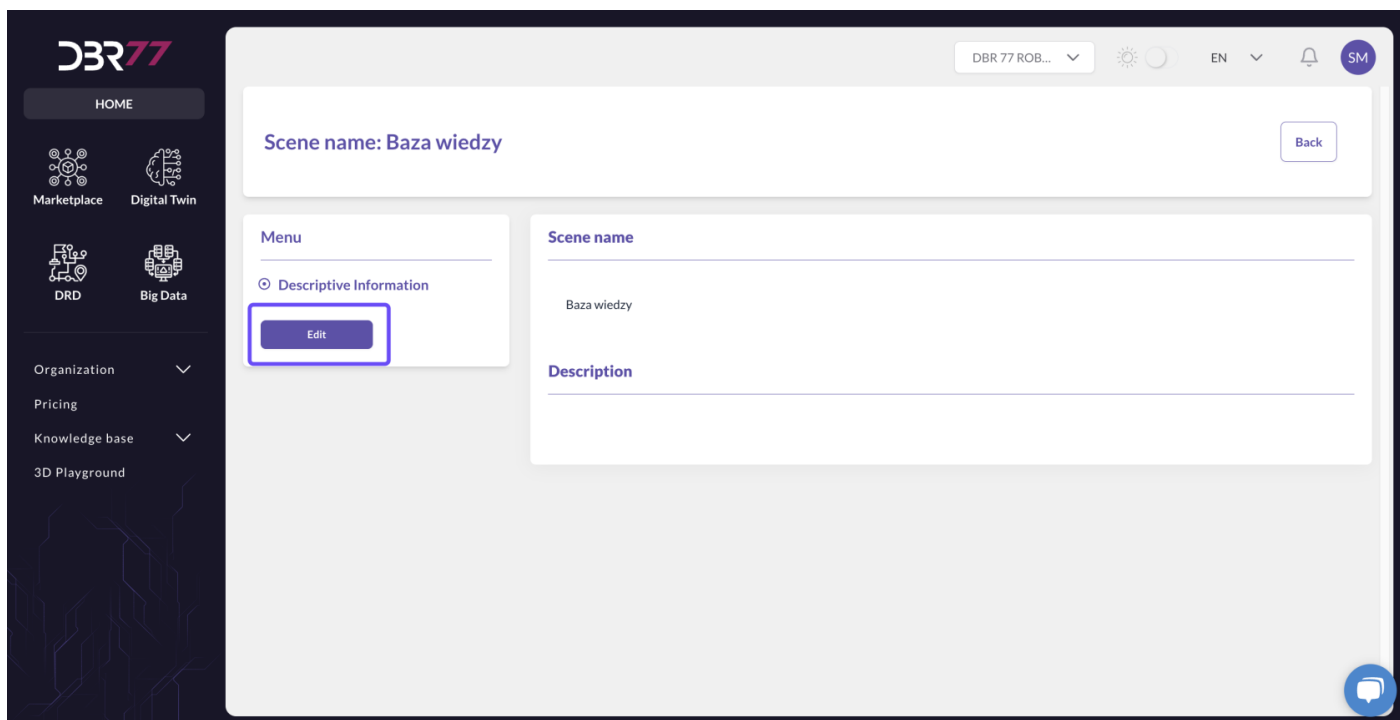 DBR77
HOME
Marketplace
Digital Twin
DRD
Big Data
Organization
Pricing
Knowledge base
3D Playground
DBR 77 ROB...
EN
SM
Scene name: Baza wiedzy
Back
Menu
Descriptive Information
Edit
Scene name
Baza wiedzy
Description